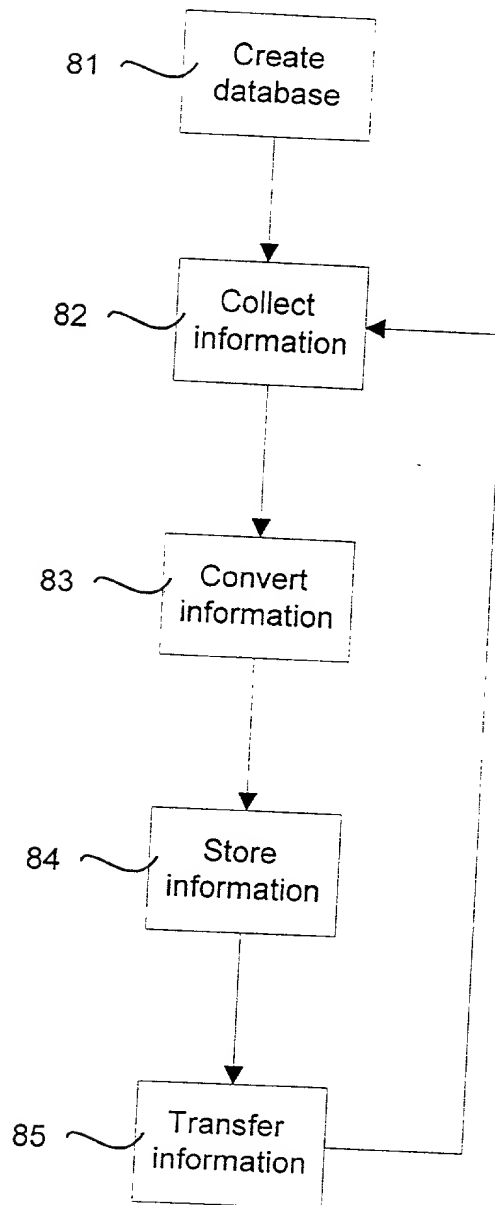 81
Create
database
82
Collect
information
83
Convert
information
84
Store
information
85
Transfer
information